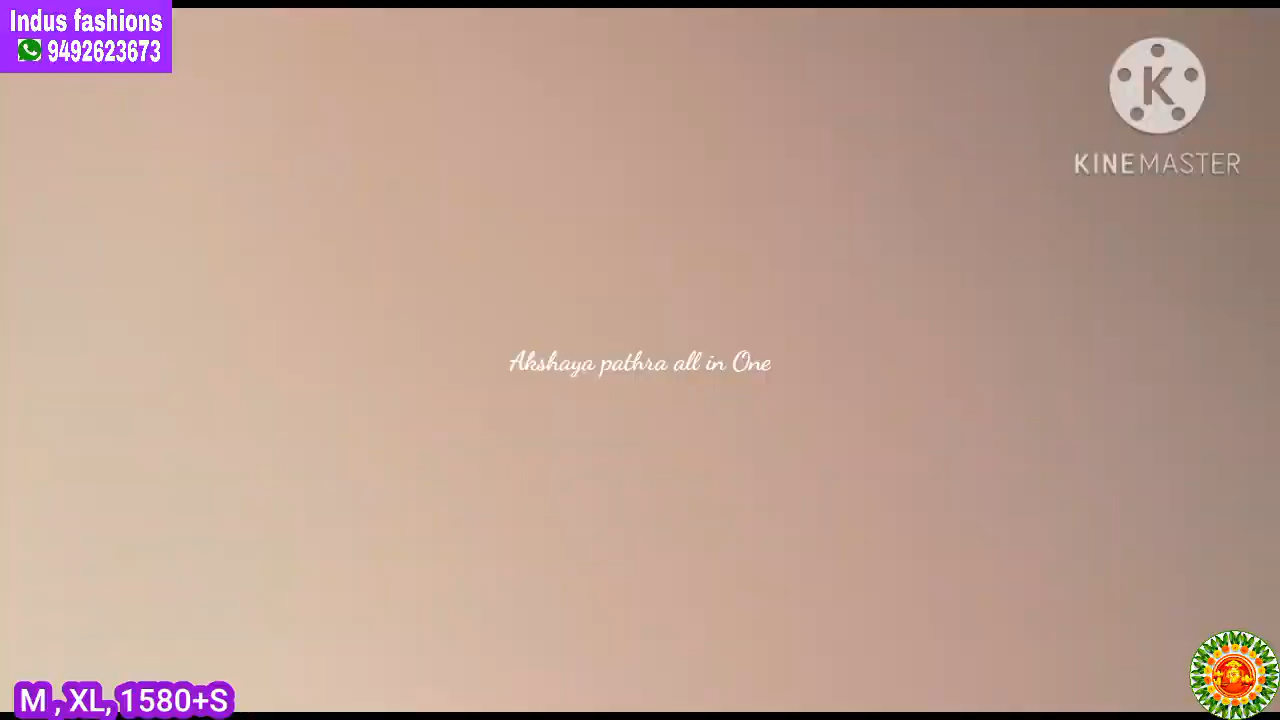 Indus fashions
9492623673
K
KINEMASTER
Akshaya pathra all in One
M , XL, 1580+S